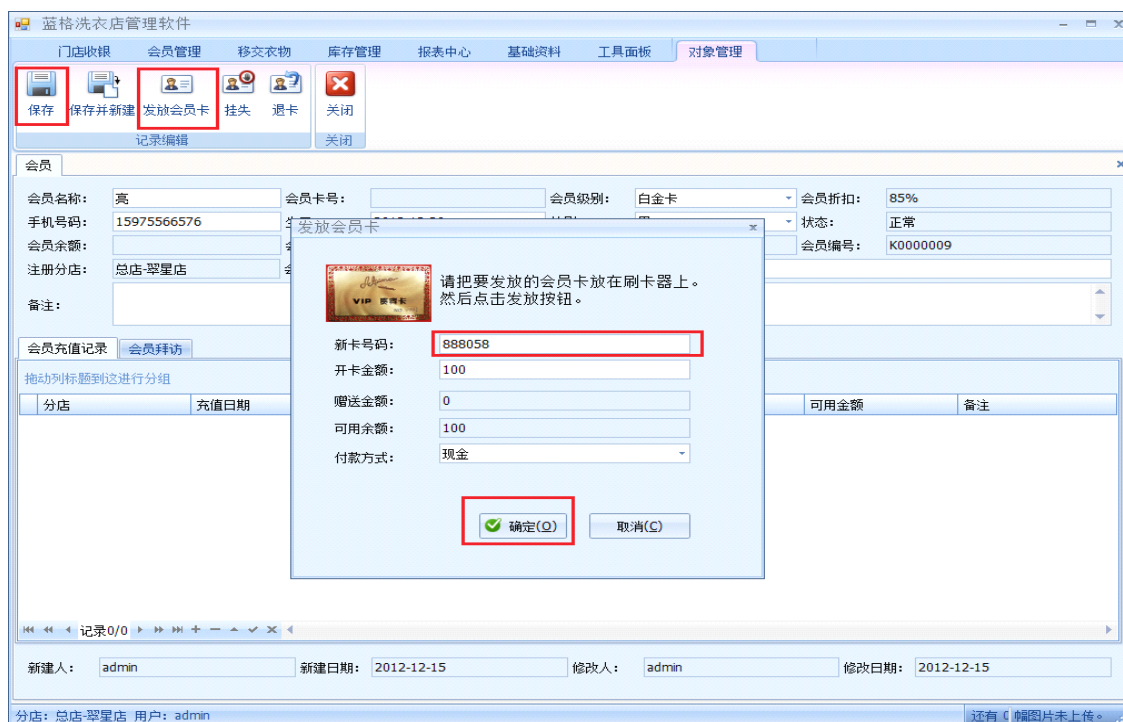 蓝格洗衣店管理软件
门店收银 会员管理 移交衣物 库存管理 报表中心 基础资料 工具面板 对象管理
保存 保存并新建 发放会员卡 挂失 退卡 关闭
记录编辑 关闭
会员
会员名称: 亮 会员卡号: 会员级别: 白金卡 会员折扣: 85%
手机号码: 15975566576 状态: 正常
会员余额: 会员编号: K0000009
注册分店: 总店-翠星店
备注:
发放会员卡
VIP
请把要发放的会员卡放在刷卡器上。
然后点击发放按钮。
新卡号码: 888058
开卡金额: 100
赠送金额: 0
可用余额: 100
付款方式: 现金
确定(O) 取消(C)
会员充值记录 会员拜访
拖动列标题到这进行分组
分店 充值日期 可用金额 备注
记录0/0
新建人: admin 新建日期: 2012-12-15 修改人: admin 修改日期: 2012-12-15
分店: 总店-翠星店 用户: admin 还有 0 幅图片未上传。